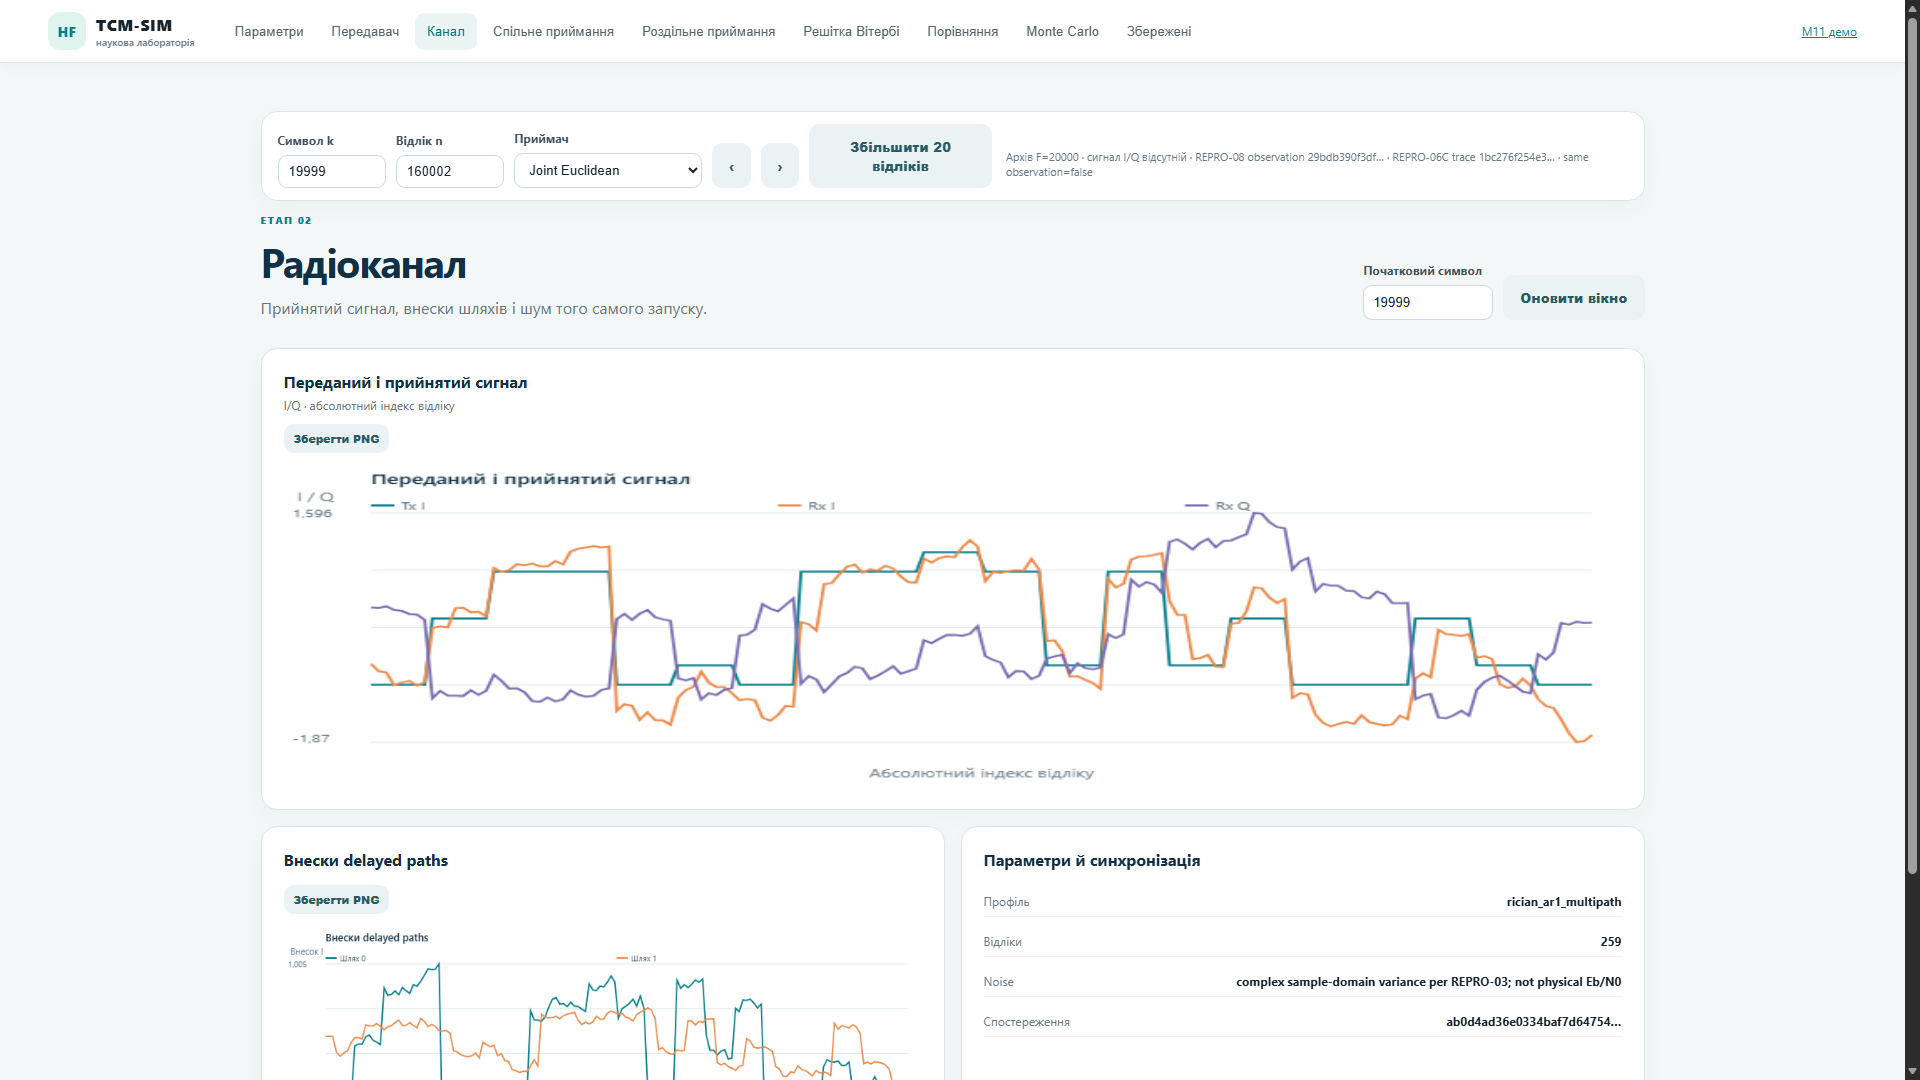 HF
TCM-SIM
наукова лабораторія
Параметри
Передавач
Канал
Спільне приймання
Роздільне приймання
Решітка Вітербі
Порівняння
Monte Carlo
Збережені
M11 демо
Символ k
19999
Відлік n
160002
Приймач
Joint Euclidean
‹
›
Збільшити 20
відліків
Архів F=20000 · сигнал I/Q відсутній · REPRO-08 observation 29bdb390f3df... · REPRO-06C trace 1bc276f254e3... · same
observation=false
ЕТАП 02
Радіоканал
Прийнятий сигнал, внески шляхів і шум того самого запуску.
Початковий символ
19999
Оновити вікно
Переданий і прийнятий сигнал
I/Q · абсолютний індекс відліку
Зберегти PNG
Переданий і прийнятий сигнал
I / Q
1,596
Tx I
Rx I
Rx Q
-1,87
Абсолютний індекс відліку
Внески delayed paths
Зберегти PNG
Внески delayed paths
Внесок I
1,005
Шлях 0
Шлях 1
Параметри й синхронізація
Профіль
rician_ar1_multipath
Відліки
259
Noise
complex sample-domain variance per REPRO-03; not physical Eb/N0
Спостереження
ab0d4ad36e0334baf7d64754...